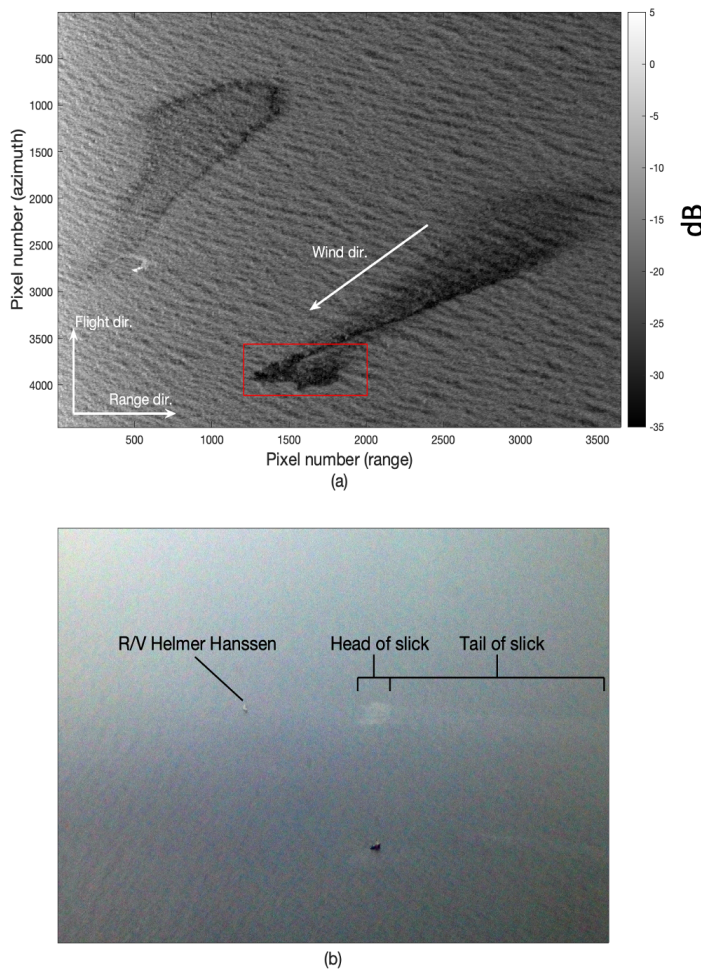 500
1000
1500
2000
2500
3000
3500
4000
Pixel number (azimuth)
Wind dir.
Flight dir.
Range dir.
500 1000 1500 2000 2500 3000 3500
Pixel number (range)
(a)
5
0
-5
-10
-15
-20
-25
-30
-35
dB
R/V Helmer Hanssen Head of slick Tail of slick
(b)